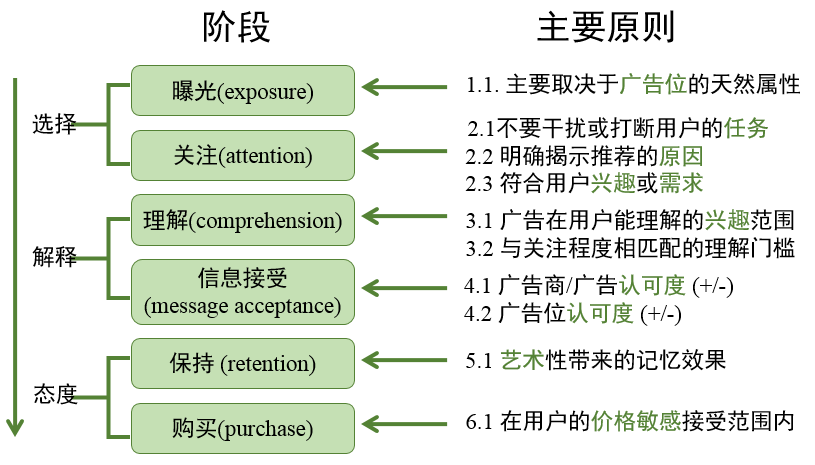 阶段
主要原则
选择
曝光(exposure)
1.1. 主要取决于广告位的天然属性
关注(attention)
2.1不要干扰或打断用户的任务
2.2 明确揭示推荐的原因
2.3 符合用户兴趣或需求
解释
理解(comprehension)
3.1 广告在用户能理解的兴趣范围
3.2 与关注程度相匹配的理解门槛
信息接受
(message acceptance)
4.1 广告商/广告认可度 (+/-)
4.2 广告位认可度 (+/-)
态度
保持 (retention)
5.1 艺术性带来的记忆效果
购买(purchase)
6.1 在用户的价格敏感接受范围内